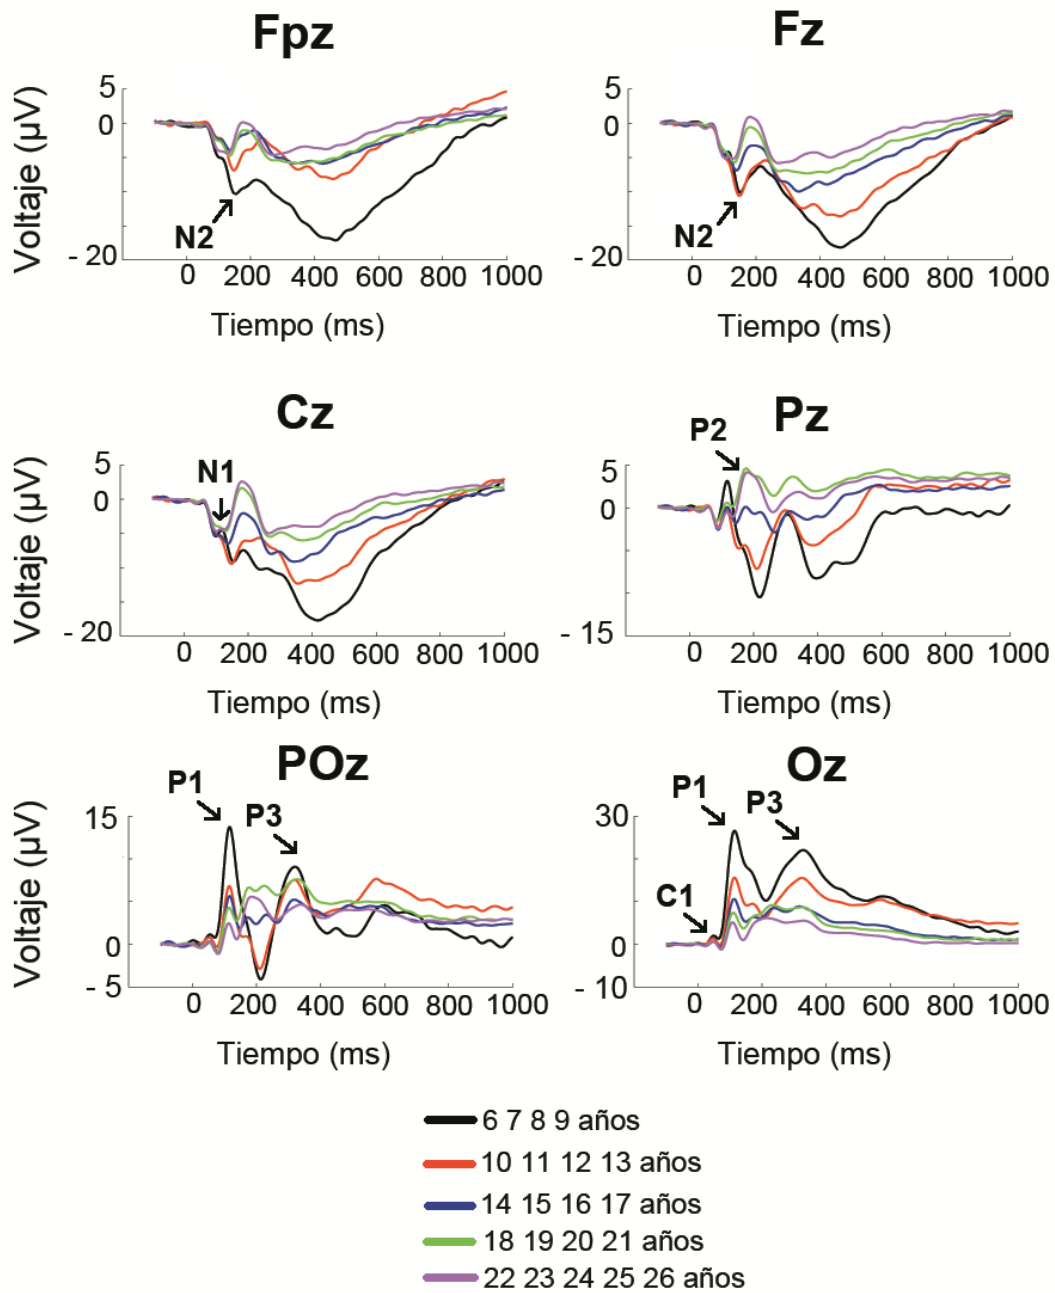 Fpz
Fz
Voltaje (µV)
5
0
- 20
N2
0 200 400 600 800 1000
Tiempo (ms)
5
0
- 20
N2
0 200 400 600 800 1000
Tiempo (ms)
Cz
Pz
Voltaje (µV)
5
0
- 20
N1
0 200 400 600 800 1000
Tiempo (ms)
5
0
- 15
P2
0 200 400 600 800 1000
Tiempo (ms)
POz
Oz
Voltaje (µV)
15
0
- 5
P1
P3
0 200 400 600 800 1000
Tiempo (ms)
30
0
- 10
P1
P3
C1
0 200 400 600 800 1000
Tiempo (ms)
6 7 8 9 años
10 11 12 13 años
14 15 16 17 años
18 19 20 21 años
22 23 24 25 26 años